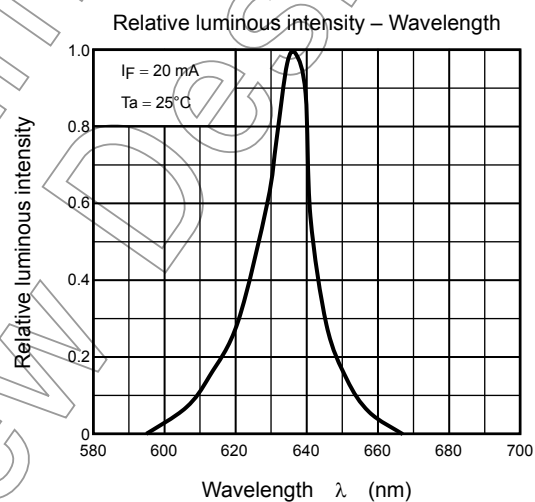 Relative luminous intensity – Wavelength
IF = 20 mA
Ta = 25°C
Relative luminous intensity
1.0
0.8
0.6
0.4
0.2
0
580 600 620 640 660 680 700
Wavelength λ (nm)